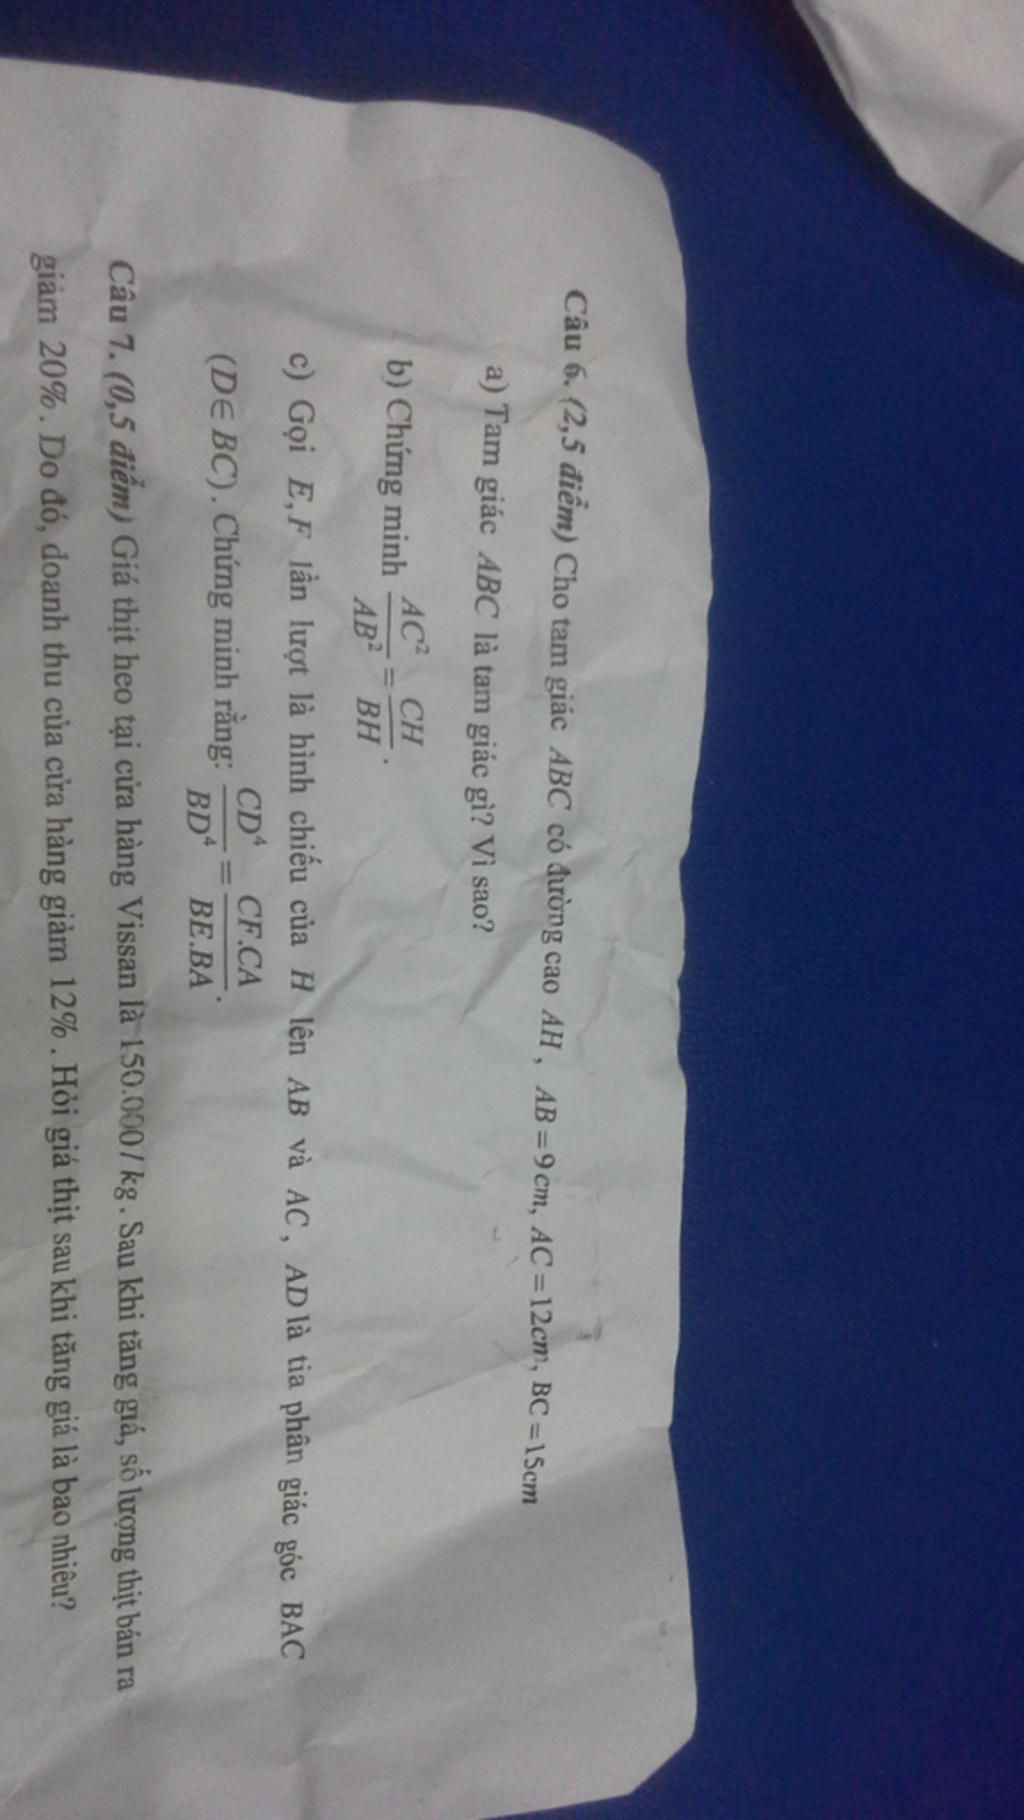 Câu 6. (2,5 điểm) Cho tam giác ABC có đường cao AH, AB = 9cm, AC = 12cm, BC = 15cm
a) Tam giác ABC là tam giác gì? Vì sao?
b) Chứng minh AC²/AB² = CH/BH.
c) Gọi E, F lần lượt là hình chiếu của H lên AB và AC, AD là tia phân giác góc BAC
(D∈ BC). Chứng minh rằng: CD⁴/BD⁴ = CF.CA/BE.BA.
Câu 7. (0,5 điểm) Giá thịt heo tại cửa hàng Vissan là 150.000/kg. Sau khi tăng giá, số lượng thịt bán ra
giảm 20%. Do đó, doanh thu của cửa hàng giảm 12%. Hỏi giá thịt sau khi tăng giá là bao nhiêu?